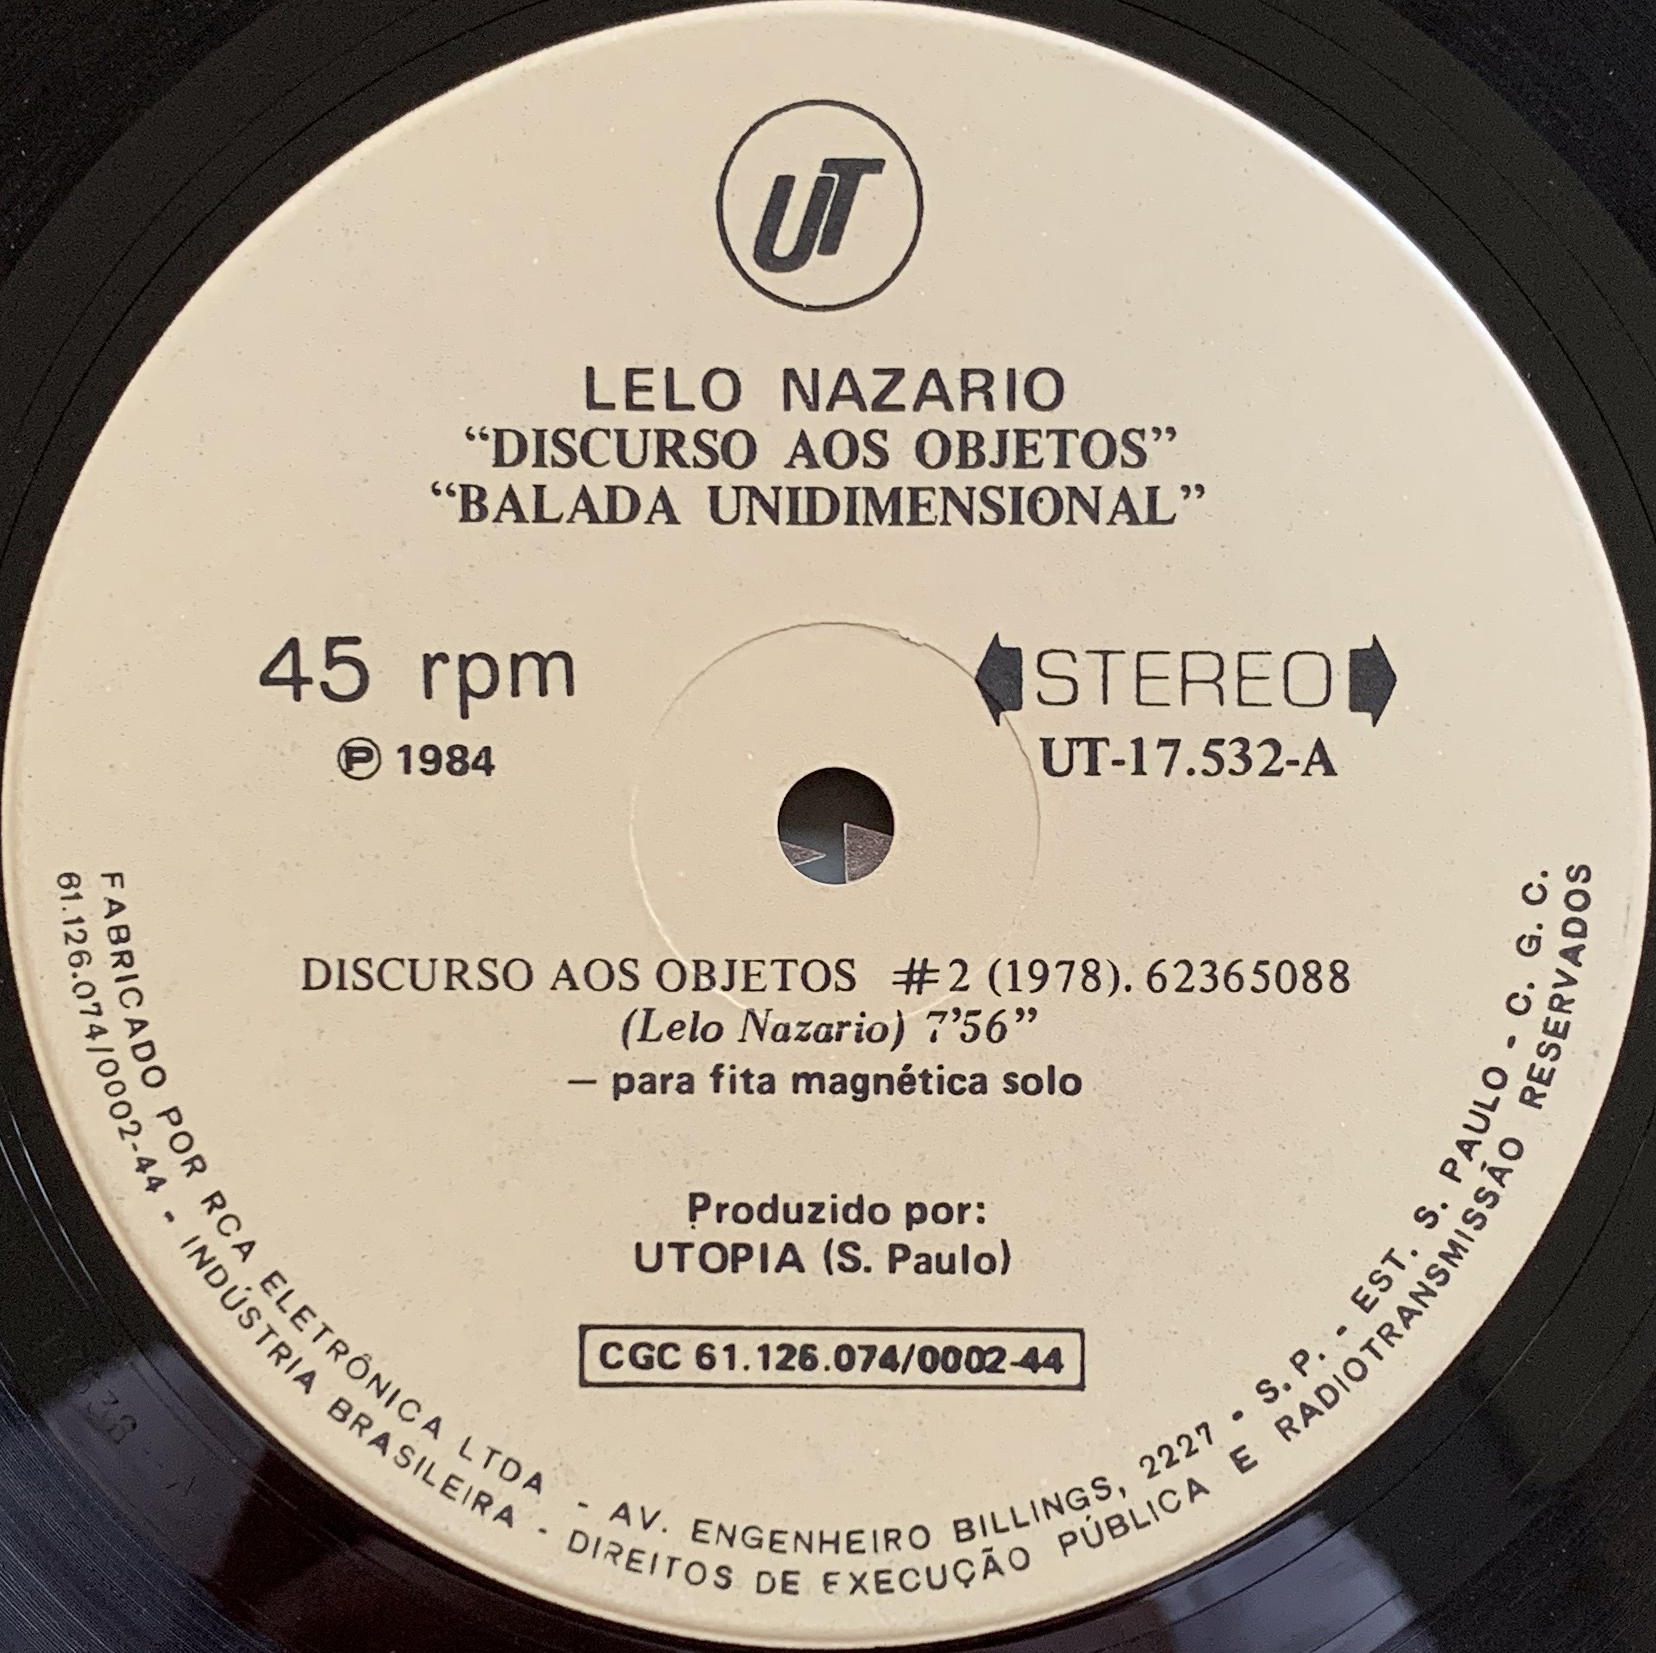 UT
LELO NAZARIO
“DISCURSO AOS OBJETOS”
“BALADA UNIDIMENSIONAL”
45 rpm
STEREO
℗ 1984
UT-17.532-A
DISCURSO AOS OBJETOS #2 (1978). 62365088
(Lelo Nazario) 7’56”
— para fita magnética solo
Produzido por:
UTOPIA (S. Paulo)
CGC 61.126.074/0002-44
FABRICADO POR RCA ELETRÔNICA LTDA - AV. ENGENHEIRO BILLINGS, 2227 - S. P. - EST. S. PAULO - C. G. C.
61.126.074/0002-44 - INDÚSTRIA BRASILEIRA - DIREITOS DE EXECUÇÃO PÚBLICA E RADIOTRANSMISSÃO RESERVADOS